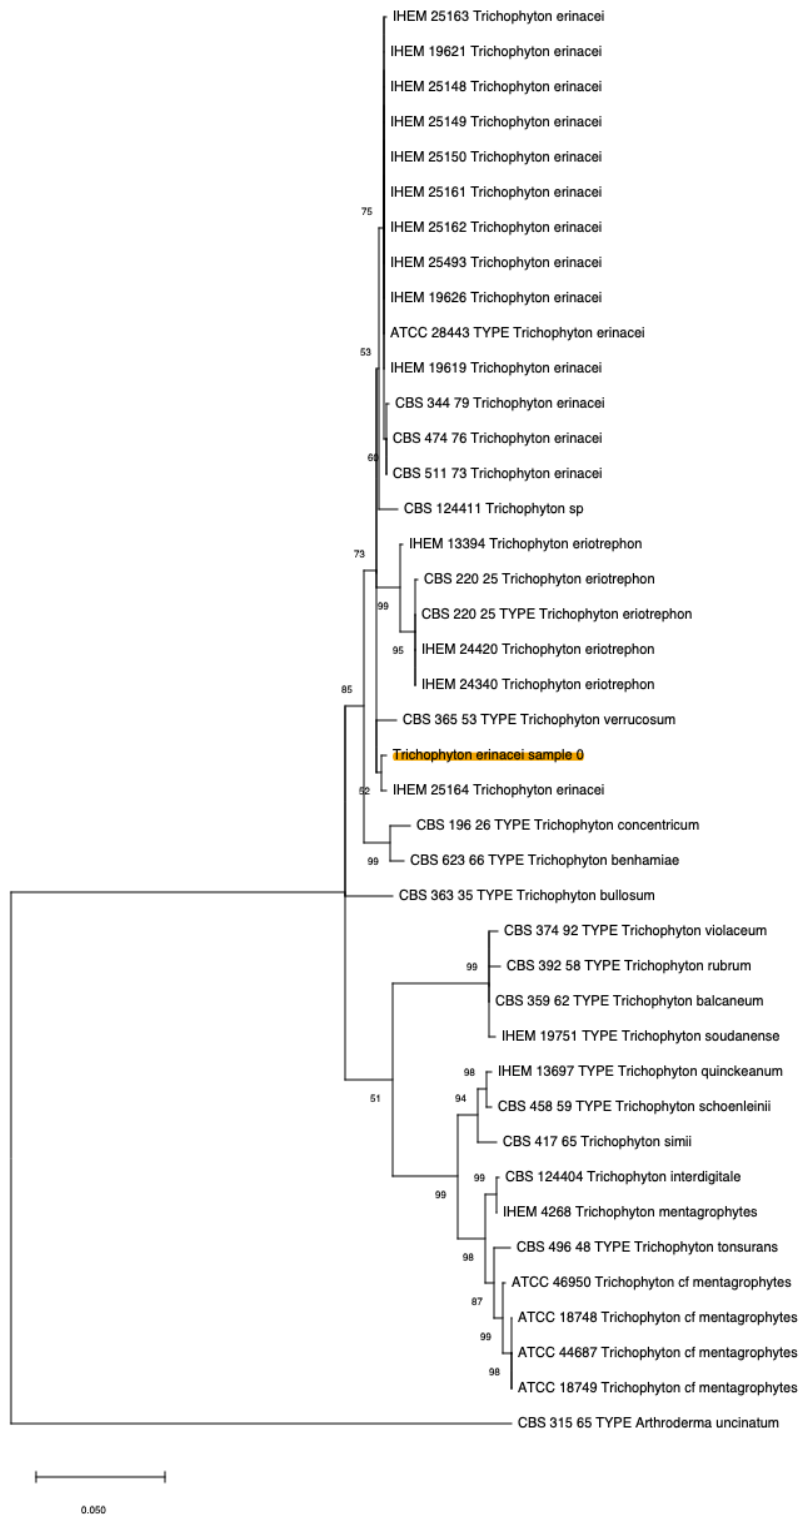 IHEM 25163 Trichophyton erinacei
IHEM 19621 Trichophyton erinacei
IHEM 25148 Trichophyton erinacei
IHEM 25149 Trichophyton erinacei
IHEM 25150 Trichophyton erinacei
IHEM 25161 Trichophyton erinacei
75
IHEM 25162 Trichophyton erinacei
IHEM 25493 Trichophyton erinacei
IHEM 19626 Trichophyton erinacei
ATCC 28443 TYPE Trichophyton erinacei
53
IHEM 19619 Trichophyton erinacei
CBS 344 79 Trichophyton erinacei
CBS 474 76 Trichophyton erinacei
60
CBS 511 73 Trichophyton erinacei
CBS 124411 Trichophyton sp
IHEM 13394 Trichophyton eriotrephon
73
CBS 220 25 Trichophyton eriotrephon
99
CBS 220 25 TYPE Trichophyton eriotrephon
IHEM 24420 Trichophyton eriotrephon
95
IHEM 24340 Trichophyton eriotrephon
85
CBS 365 53 TYPE Trichophyton verrucosum
Trichophyton erinacei sample 0
IHEM 25164 Trichophyton erinacei
52
CBS 196 26 TYPE Trichophyton concentricum
CBS 623 66 TYPE Trichophyton benhamiae
99
CBS 363 35 TYPE Trichophyton bullosum
CBS 374 92 TYPE Trichophyton violaceum
99
CBS 392 58 TYPE Trichophyton rubrum
CBS 359 62 TYPE Trichophyton balcaneum
IHEM 19751 TYPE Trichophyton soudanense
98
IHEM 13697 TYPE Trichophyton quinckeanum
51
94
CBS 458 59 TYPE Trichophyton schoenleinii
CBS 417 65 Trichophyton simii
99
CBS 124404 Trichophyton interdigitale
99
IHEM 4268 Trichophyton mentagrophytes
CBS 496 48 TYPE Trichophyton tonsurans
98
ATCC 46950 Trichophyton cf mentagrophytes
87
ATCC 18748 Trichophyton cf mentagrophytes
99
ATCC 44687 Trichophyton cf mentagrophytes
98
ATCC 18749 Trichophyton cf mentagrophytes
CBS 315 65 TYPE Arthroderma uncinatum
0.050